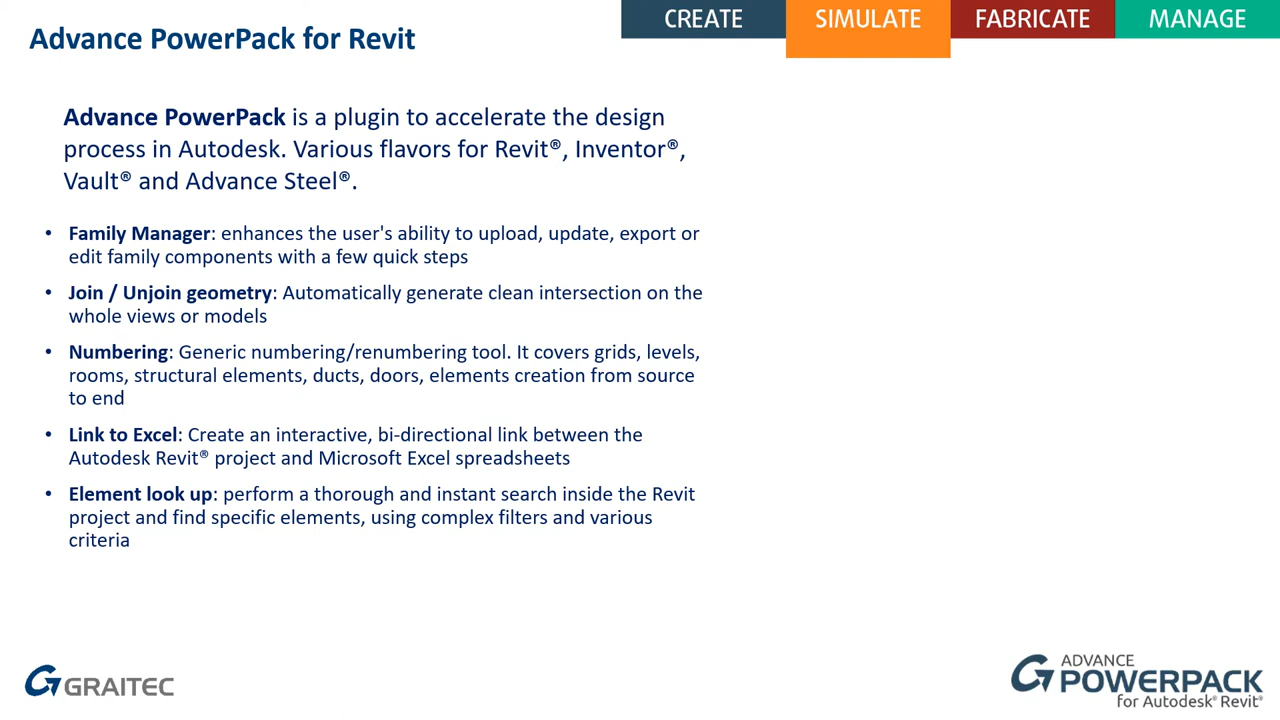 Advance PowerPack for Revit
CREATE
SIMULATE
FABRICATE
MANAGE
Advance PowerPack is a plugin to accelerate the design
process in Autodesk. Various flavors for Revit®, Inventor®,
Vault® and Advance Steel®.
• Family Manager: enhances the user's ability to upload, update, export or
edit family components with a few quick steps
• Join / Unjoin geometry: Automatically generate clean intersection on the
whole views or models
• Numbering: Generic numbering/renumbering tool. It covers grids, levels,
rooms, structural elements, ducts, doors, elements creation from source
to end
• Link to Excel: Create an interactive, bi-directional link between the
Autodesk Revit® project and Microsoft Excel spreadsheets
• Element look up: perform a thorough and instant search inside the Revit
project and find specific elements, using complex filters and various
criteria
GRAITEC
ADVANCE
POWERPACK
for Autodesk® Revit®